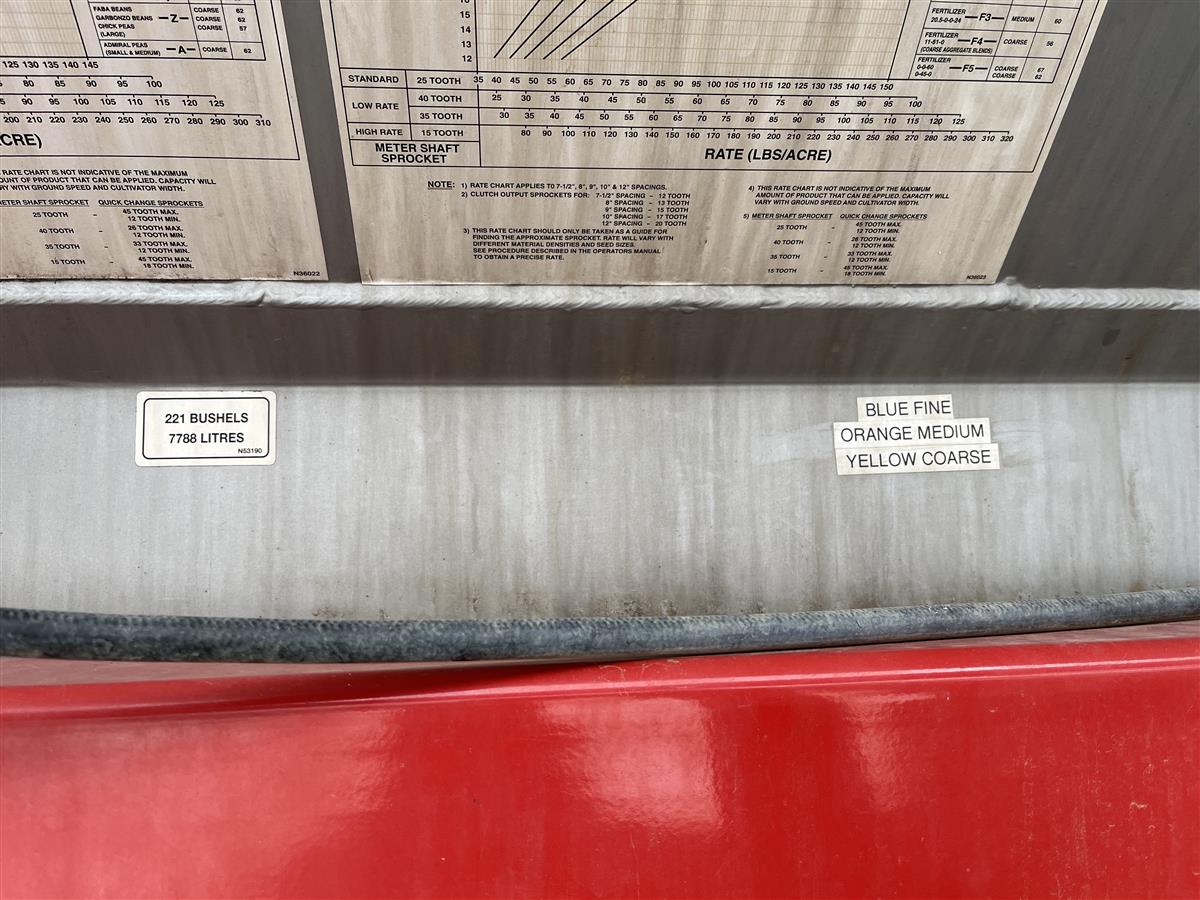 FABA BEANS
GARBONZO BEANS
CHICK PEAS
(LARGE)
—Z—
COARSE 62
COARSE 62
COARSE 57
ADMIRAL PEAS
(SMALL & MEDIUM)
—A—
COARSE 62
125 130 135 140 145
80 85 90 95 100
90 95 100 105 110 115 120 125
200 210 220 230 240 250 260 270 280 290 300 310
CRE)
RATE CHART IS NOT INDICATIVE OF THE MAXIMUM
OUNT OF PRODUCT THAT CAN BE APPLIED. CAPACITY WILL
VARY WITH GROUND SPEED AND CULTIVATOR WIDTH.
METER SHAFT SPROCKET QUICK CHANGE SPROCKETS
25 TOOTH - 45 TOOTH MAX.
12 TOOTH MIN.
40 TOOTH - 26 TOOTH MAX.
12 TOOTH MIN.
35 TOOTH - 33 TOOTH MAX.
12 TOOTH MIN.
15 TOOTH - 45 TOOTH MAX.
18 TOOTH MIN.
N36022
16
15
14
13
12
FERTILIZER
20.5-0-0-24
—F3—
MEDIUM 60
FERTILIZER
11-51-0
(COARSE AGGREGATE BLENDS)
—F4—
COARSE 56
FERTILIZER
0-0-60
0-45-0
—F5—
COARSE 67
COARSE 62
STANDARD 25 TOOTH 35 40 45 50 55 60 65 70 75 80 85 90 95 100 105 110 115 120 125 130 135 140 145 150
LOW RATE
40 TOOTH 25 30 35 40 45 50 55 60 65 70 75 80 85 90 95 100
35 TOOTH 30 35 40 45 50 55 60 65 70 75 80 85 90 95 100 105 110 115 120 125
HIGH RATE 15 TOOTH 80 90 100 110 120 130 140 150 160 170 180 190 200 210 220 230 240 250 260 270 280 290 300 310 320
METER SHAFT
SPROCKET
RATE (LBS/ACRE)
NOTE: 1) RATE CHART APPLIES TO 7-1/2", 8", 9", 10" & 12" SPACINGS.
2) CLUTCH OUTPUT SPROCKETS FOR: 7-1/2" SPACING – 12 TOOTH
8" SPACING – 13 TOOTH
9" SPACING – 15 TOOTH
10" SPACING – 17 TOOTH
12" SPACING – 20 TOOTH
3) THIS RATE CHART SHOULD ONLY BE TAKEN AS A GUIDE FOR
FINDING THE APPROXIMATE SPROCKET. RATE WILL VARY WITH
DIFFERENT MATERIAL DENSITIES AND SEED SIZES.
SEE PROCEDURE DESCRIBED IN THE OPERATORS MANUAL
TO OBTAIN A PRECISE RATE.
4) THIS RATE CHART IS NOT INDICATIVE OF THE MAXIMUM
AMOUNT OF PRODUCT THAT CAN BE APPLIED. CAPACITY WILL
VARY WITH GROUND SPEED AND CULTIVATOR WIDTH.
5) METER SHAFT SPROCKET QUICK CHANGE SPROCKETS
25 TOOTH - 45 TOOTH MAX.
12 TOOTH MIN.
40 TOOTH - 26 TOOTH MAX.
12 TOOTH MIN.
35 TOOTH - 33 TOOTH MAX.
12 TOOTH MIN.
15 TOOTH - 45 TOOTH MAX.
18 TOOTH MIN.
N36023
221 BUSHELS
7788 LITRES
N53190
BLUE FINE
ORANGE MEDIUM
YELLOW COARSE